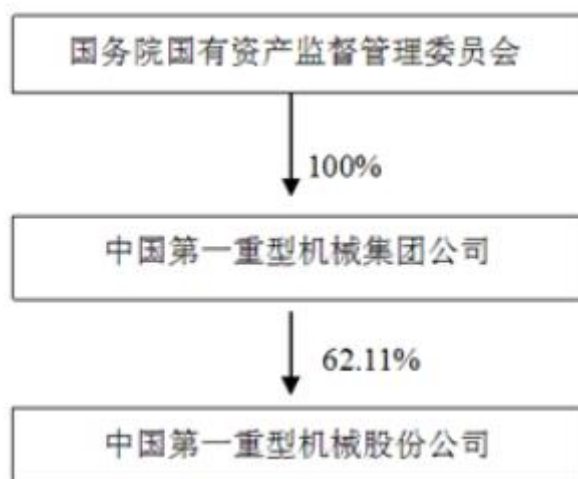 国务院国有资产监督管理委员会
100%
中国第一重型机械集团公司
62.11%
中国第一重型机械股份公司